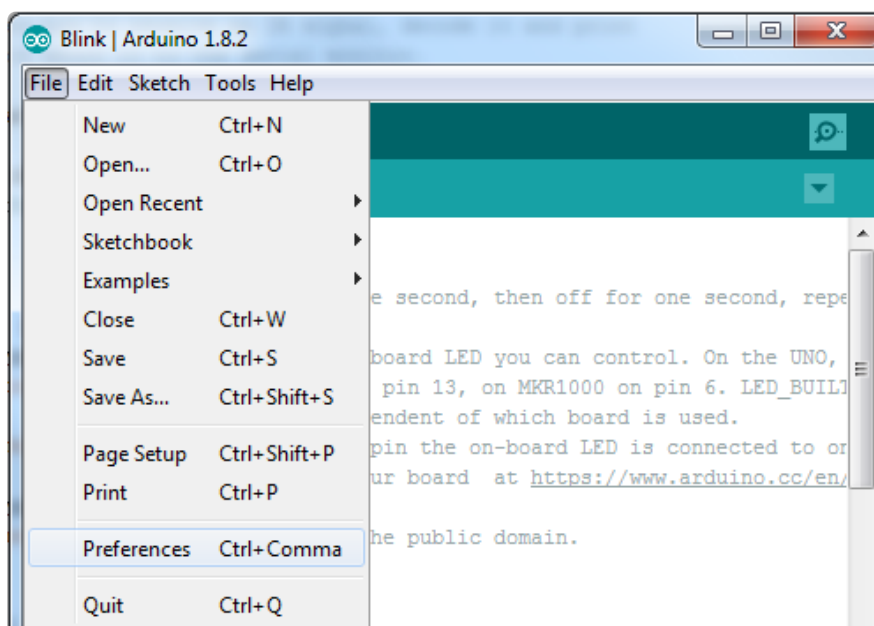 Blink | Arduino 1.8.2
File Edit Sketch Tools Help
New Ctrl+N
Open... Ctrl+O
Open Recent
Sketchbook
Examples
Close Ctrl+W
Save Ctrl+S
Save As... Ctrl+Shift+S
Page Setup Ctrl+Shift+P
Print Ctrl+P
Preferences Ctrl+Comma
Quit Ctrl+Q
e second, then off for one second, repe
board LED you can control. On the UNO,
pin 13, on MKR1000 on pin 6. LED_BUILT
endent of which board is used.
pin the on-board LED is connected to on
ur board at https://www.arduino.cc/en/
he public domain.